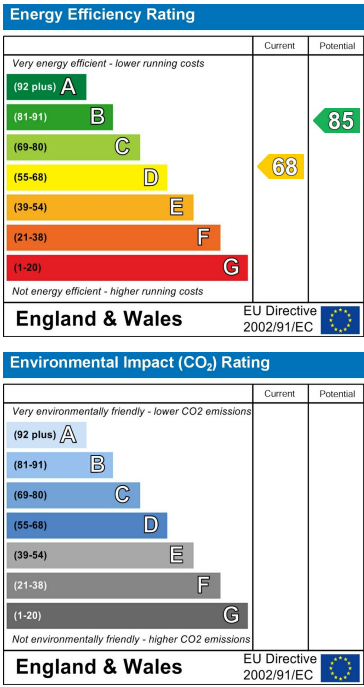 Energy Efficiency Rating
Current Potential
Very energy efficient - lower running costs
(92 plus) A
(81-91) B
(69-80) C
(55-68) D
(39-54) E
(21-38) F
(1-20) G
68
85
Not energy efficient - higher running costs
England & Wales
EU Directive
2002/91/EC
Environmental Impact (CO₂) Rating
Current Potential
Very environmentally friendly - lower CO2 emissions
(92 plus) A
(81-91) B
(69-80) C
(55-68) D
(39-54) E
(21-38) F
(1-20) G
Not environmentally friendly - higher CO2 emissions
England & Wales
EU Directive
2002/91/EC